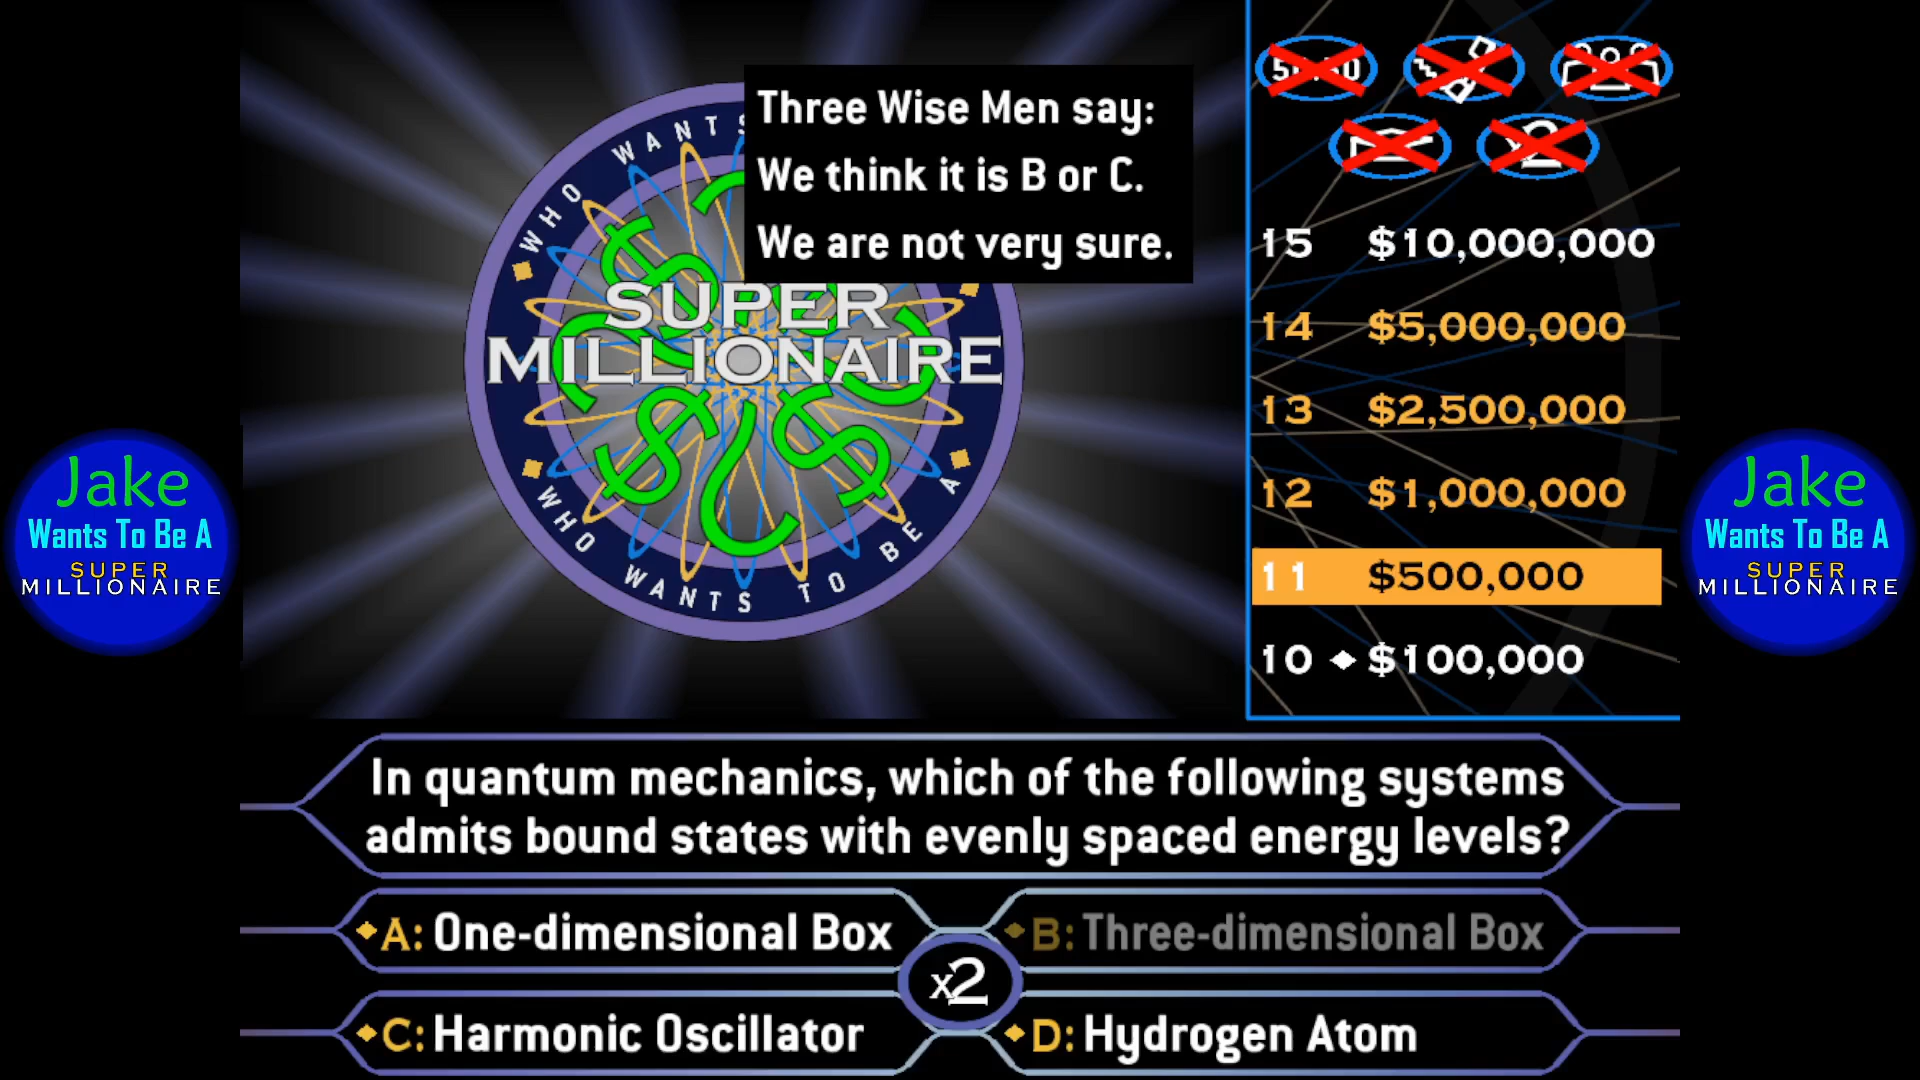 Three Wise Men say:
We think it is B or C.
We are not very sure.
WHO WANTS
TO BE A
WHO WANTS
SUPER
MILLIONAIRE
50:50
x2
15 $10,000,000
14 $5,000,000
13 $2,500,000
12 $1,000,000
11 $500,000
10 $100,000
Jake
Wants To Be A
SUPER
MILLIONAIRE
Jake
Wants To Be A
SUPER
MILLIONAIRE
In quantum mechanics, which of the following systems
admits bound states with evenly spaced energy levels?
A: One-dimensional Box
B: Three-dimensional Box
x2
C: Harmonic Oscillator
D: Hydrogen Atom